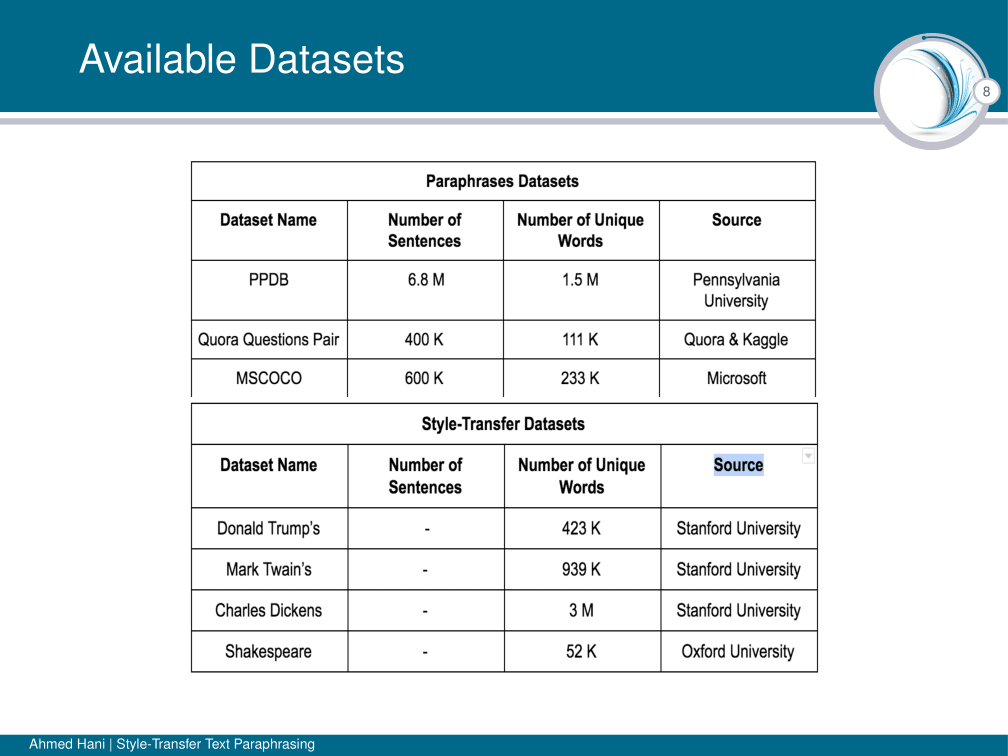 Available Datasets
8
Paraphrases Datasets
Dataset Name Number of Sentences Number of Unique Words Source
PPDB 6.8 M 1.5 M Pennsylvania University
Quora Questions Pair 400 K 111 K Quora & Kaggle
MSCOCO 600 K 233 K Microsoft
Style-Transfer Datasets
Dataset Name Number of Sentences Number of Unique Words Source
Donald Trump's - 423 K Stanford University
Mark Twain's - 939 K Stanford University
Charles Dickens - 3 M Stanford University
Shakespeare - 52 K Oxford University
Ahmed Hani | Style-Transfer Text Paraphrasing